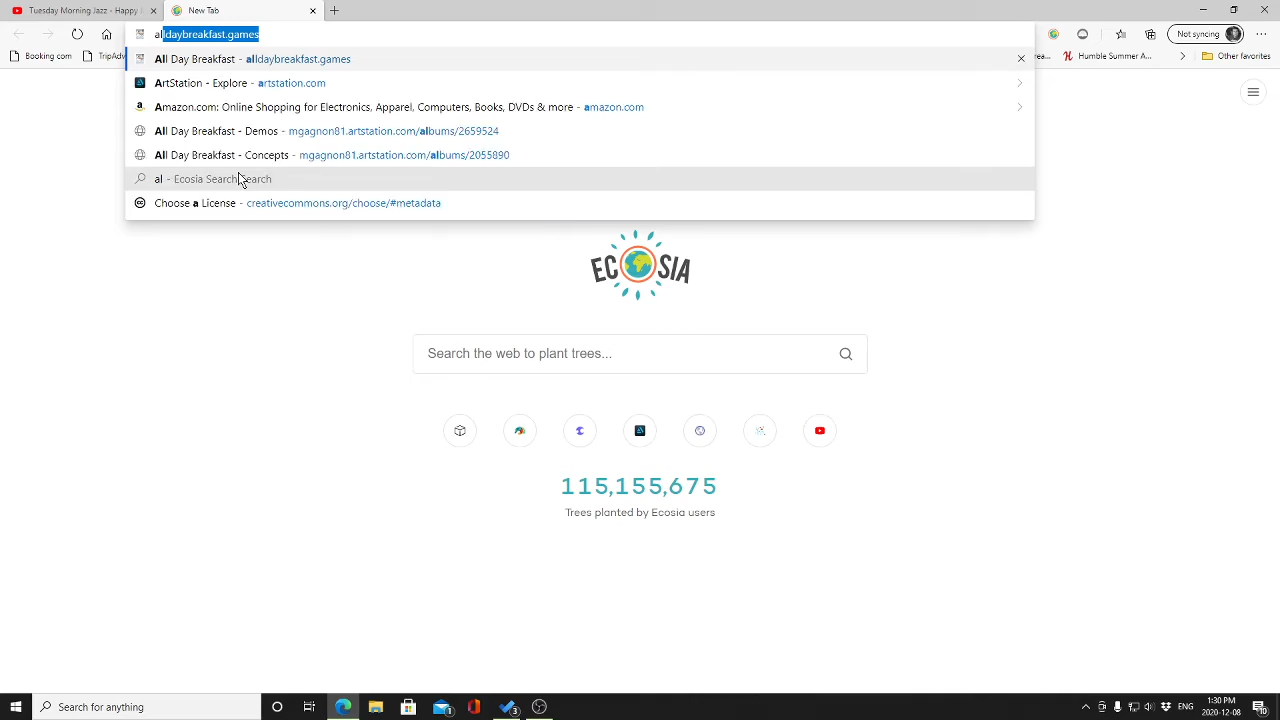 Tuesday Morning Jazz - Happy J
New Tab
alldaybreakfast.games
Not syncing
Booking.com
TripAdv
rea...
Humble Summer A...
Other favorites
All Day Breakfast - alldaybreakfast.games
ArtStation - Explore - artstation.com
Amazon.com: Online Shopping for Electronics, Apparel, Computers, Books, DVDs & more - amazon.com
All Day Breakfast - Demos - mgagnon81.artstation.com/albums/2659524
All Day Breakfast - Concepts - mgagnon81.artstation.com/albums/2055890
al - Ecosia Search Search
Choose a License - creativecommons.org/choose/#metadata
ECOSIA
Search the web to plant trees...
115,155,675
Trees planted by Ecosia users
Search for anything
1
3
ENG
1:30 PM
2020-12-08